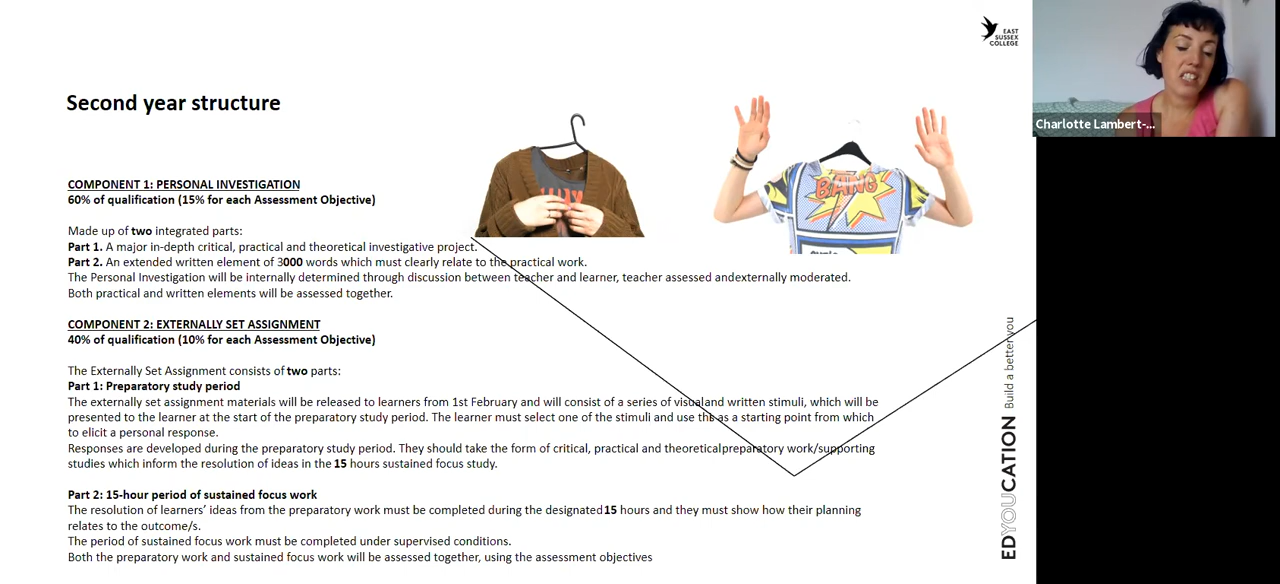 EAST
SUSSEX
COLLEGE
Second year structure
BANG
COMPONENT 1: PERSONAL INVESTIGATION
60% of qualification (15% for each Assessment Objective)
Made up of two integrated parts:
Part 1. A major in-depth critical, practical and theoretical investigative project.
Part 2. An extended written element of 3000 words which must clearly relate to the practical work.
The Personal Investigation will be internally determined through discussion between teacher and learner, teacher assessed andexternally moderated.
Both practical and written elements will be assessed together.
COMPONENT 2: EXTERNALLY SET ASSIGNMENT
40% of qualification (10% for each Assessment Objective)
The Externally Set Assignment consists of two parts:
Part 1: Preparatory study period
The externally set assignment materials will be released to learners from 1st February and will consist of a series of visualand written stimuli, which will be
presented to the learner at the start of the preparatory study period. The learner must select one of the stimuli and use this as a starting point from which
to elicit a personal response.
Responses are developed during the preparatory study period. They should take the form of critical, practical and theoreticalpreparatory work/supporting
studies which inform the resolution of ideas in the 15 hours sustained focus study.
Part 2: 15-hour period of sustained focus work
The resolution of learners' ideas from the preparatory work must be completed during the designated15 hours and they must show how their planning
relates to the outcome/s.
The period of sustained focus work must be completed under supervised conditions.
Both the preparatory work and sustained focus work will be assessed together, using the assessment objectives
EDYOUCATION Build a better you
Charlotte Lambert-...